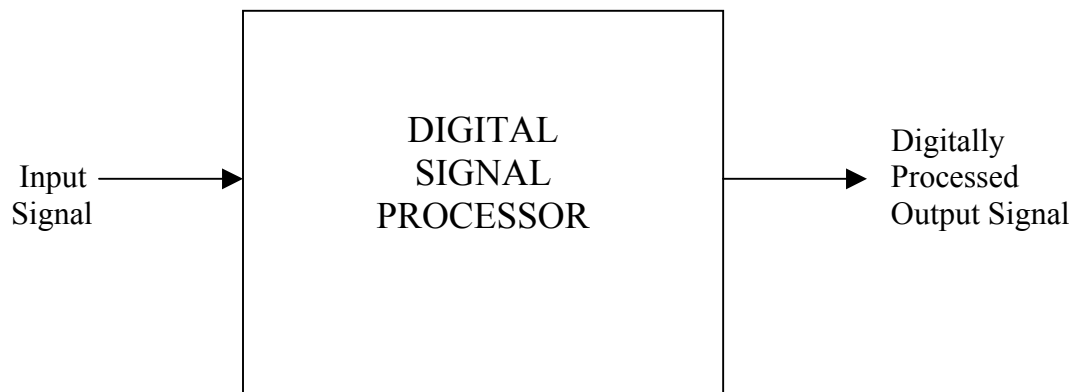 Input
Signal
DIGITAL
SIGNAL
PROCESSOR
Digitally
Processed
Output Signal